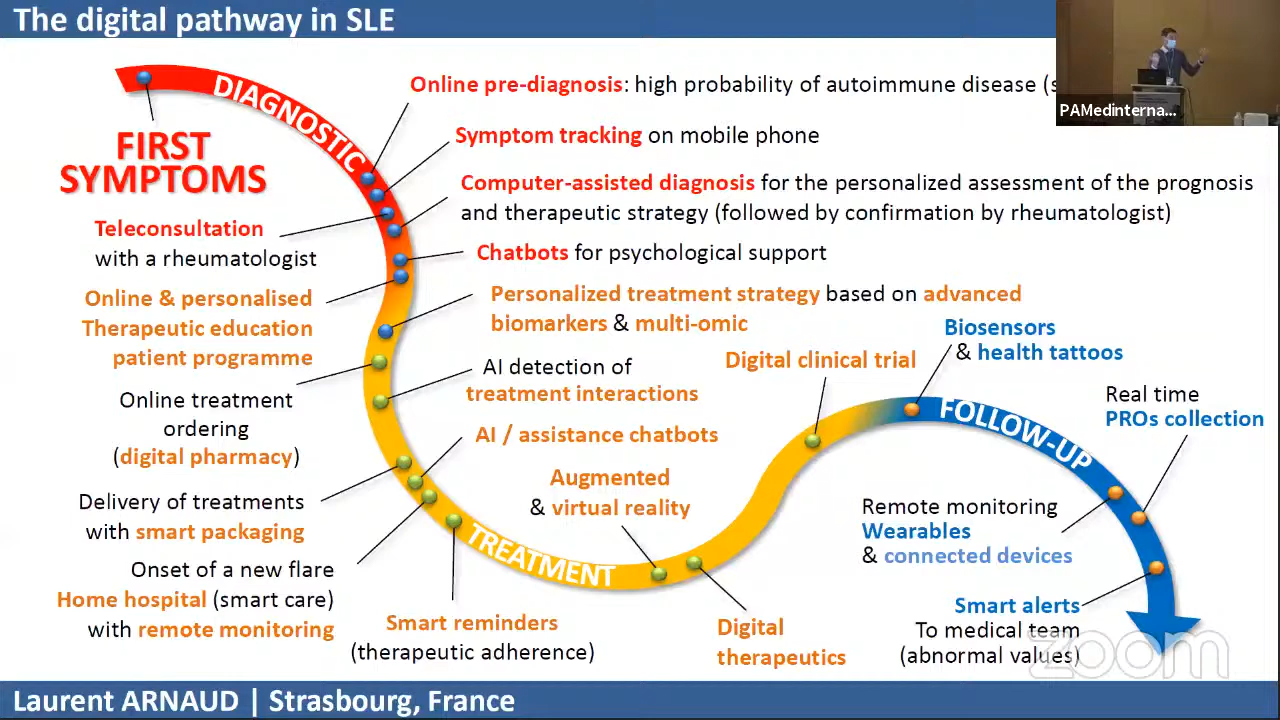 The digital pathway in SLE
PAMedinterna...
DIAGNOSTIC
Online pre-diagnosis: high probability of autoimmune disease (s
FIRST
SYMPTOMS
Symptom tracking on mobile phone
Computer-assisted diagnosis for the personalized assessment of the prognosis
and therapeutic strategy (followed by confirmation by rheumatologist)
Teleconsultation
with a rheumatologist
Chatbots for psychological support
Online & personalised
Therapeutic education
patient programme
Personalized treatment strategy based on advanced
biomarkers & multi-omic
Online treatment
ordering
(digital pharmacy)
AI detection of
treatment interactions
Delivery of treatments
with smart packaging
AI / assistance chatbots
Onset of a new flare
Home hospital (smart care)
with remote monitoring
TREATMENT
Smart reminders
(therapeutic adherence)
Augmented
& virtual reality
Digital
therapeutics
Digital clinical trial
Biosensors
& health tattoos
FOLLOW-UP
Real time
PROs collection
Remote monitoring
Wearables
& connected devices
Smart alerts
To medical team
(abnormal values)
zoom
Laurent ARNAUD | Strasbourg, France